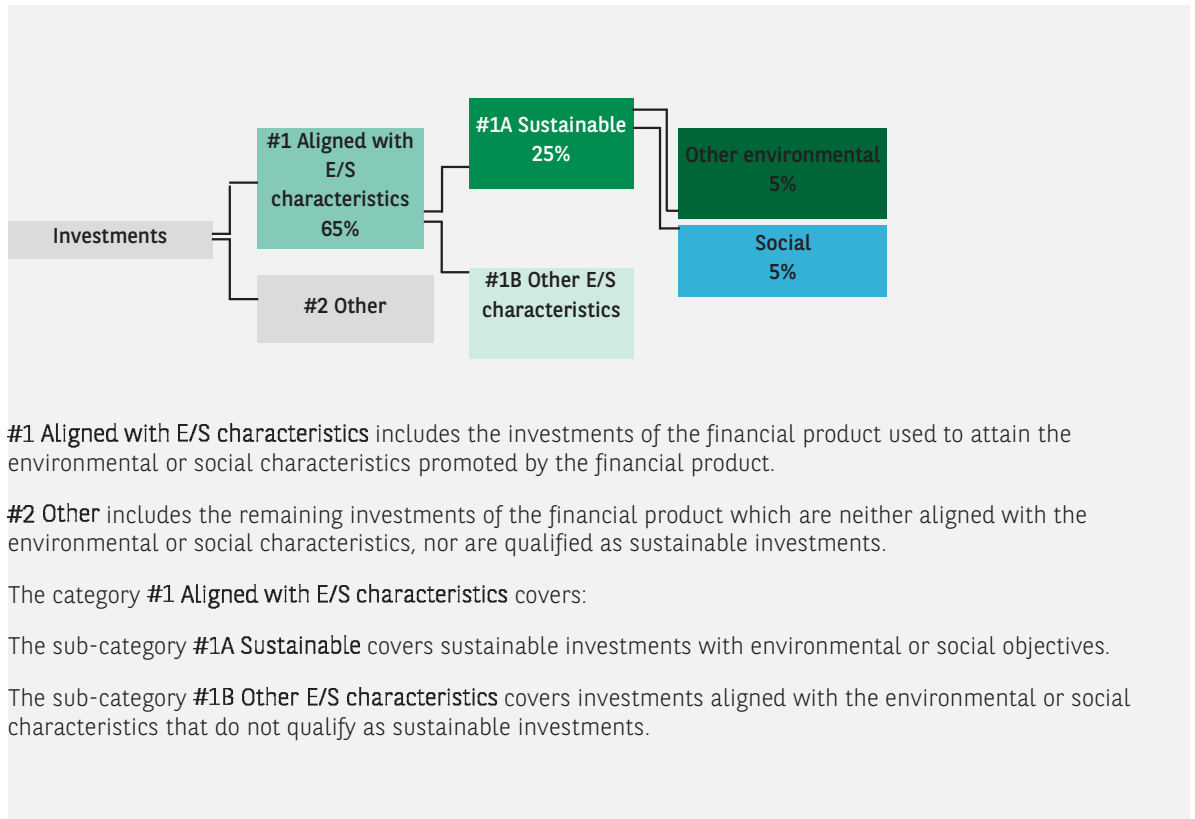 #1A Sustainable
25%
#1 Aligned with
E/S
characteristics
65%
Other environmental
5%
Investments
Social
5%
#2 Other
#1B Other E/S
characteristics
#1 Aligned with E/S characteristics includes the investments of the financial product used to attain the
environmental or social characteristics promoted by the financial product.
#2 Other includes the remaining investments of the financial product which are neither aligned with the
environmental or social characteristics, nor are qualified as sustainable investments.
The category #1 Aligned with E/S characteristics covers:
The sub-category #1A Sustainable covers sustainable investments with environmental or social objectives.
The sub-category #1B Other E/S characteristics covers investments aligned with the environmental or social
characteristics that do not qualify as sustainable investments.